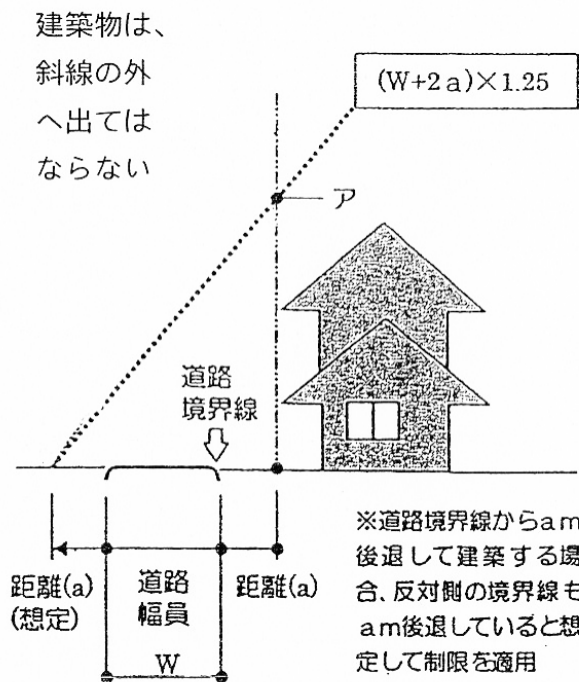 建築物は、
斜線の外
へ出ては
ならない
(W+2a)×1.25
ア
道路
境界線
距離(a)
(想定)
道路
幅員
距離(a)
W
※道路境界線からam
後退して建築する場
合、反対側の境界線も
am後退していると想
定して制限を適用